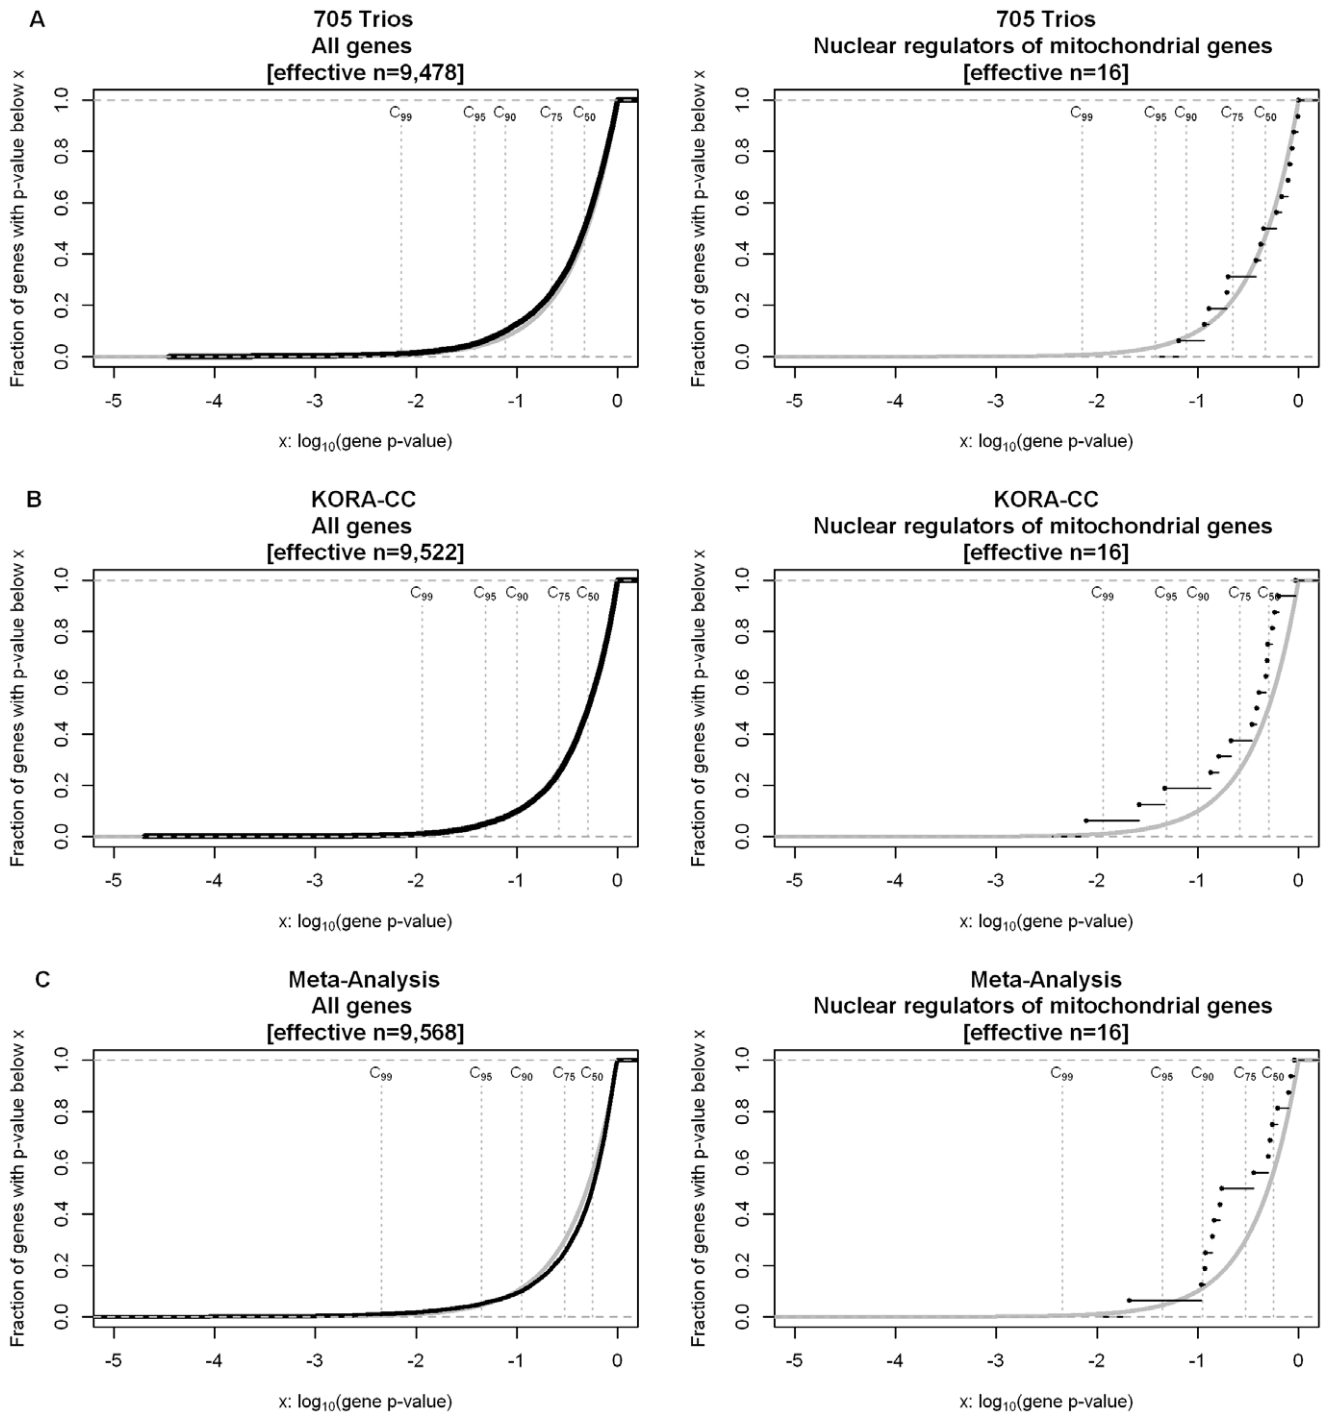 A
705 Trios
All genes
[effective n=9,478]
Fraction of genes with p-value below x
1.0
0.8
0.6
0.4
0.2
0.0
C99 C95 C90 C75 C50
-5 -4 -3 -2 -1 0
x: log10(gene p-value)
705 Trios
Nuclear regulators of mitochondrial genes
[effective n=16]
Fraction of genes with p-value below x
1.0
0.8
0.6
0.4
0.2
0.0
C99 C95 C90 C75 C50
-5 -4 -3 -2 -1 0
x: log10(gene p-value)
B
KORA-CC
All genes
[effective n=9,522]
Fraction of genes with p-value below x
1.0
0.8
0.6
0.4
0.2
0.0
C99 C95 C90 C75 C50
-5 -4 -3 -2 -1 0
x: log10(gene p-value)
KORA-CC
Nuclear regulators of mitochondrial genes
[effective n=16]
Fraction of genes with p-value below x
1.0
0.8
0.6
0.4
0.2
0.0
C99 C95 C90 C75 C50
-5 -4 -3 -2 -1 0
x: log10(gene p-value)
C
Meta-Analysis
All genes
[effective n=9,568]
Fraction of genes with p-value below x
1.0
0.8
0.6
0.4
0.2
0.0
C99 C95 C90 C75 C50
-5 -4 -3 -2 -1 0
x: log10(gene p-value)
Meta-Analysis
Nuclear regulators of mitochondrial genes
[effective n=16]
Fraction of genes with p-value below x
1.0
0.8
0.6
0.4
0.2
0.0
C99 C95 C90 C75 C50
-5 -4 -3 -2 -1 0
x: log10(gene p-value)